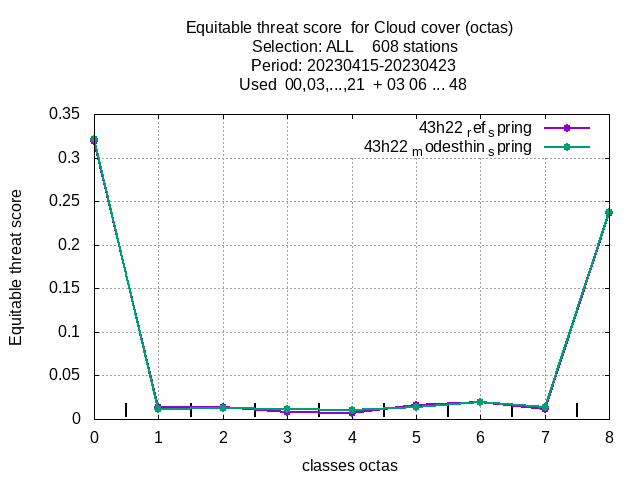 Equitable threat score  for Cloud cover (octas)
Selection: ALL    608 stations
Period: 20230415-20230423
Used  00,03,...,21  + 03 06 ... 48
43h22 ref spring
43h22 modesthin spring
Equitable threat score
0.35
0.3
0.25
0.2
0.15
0.1
0.05
0
0 1 2 3 4 5 6 7 8
classes octas